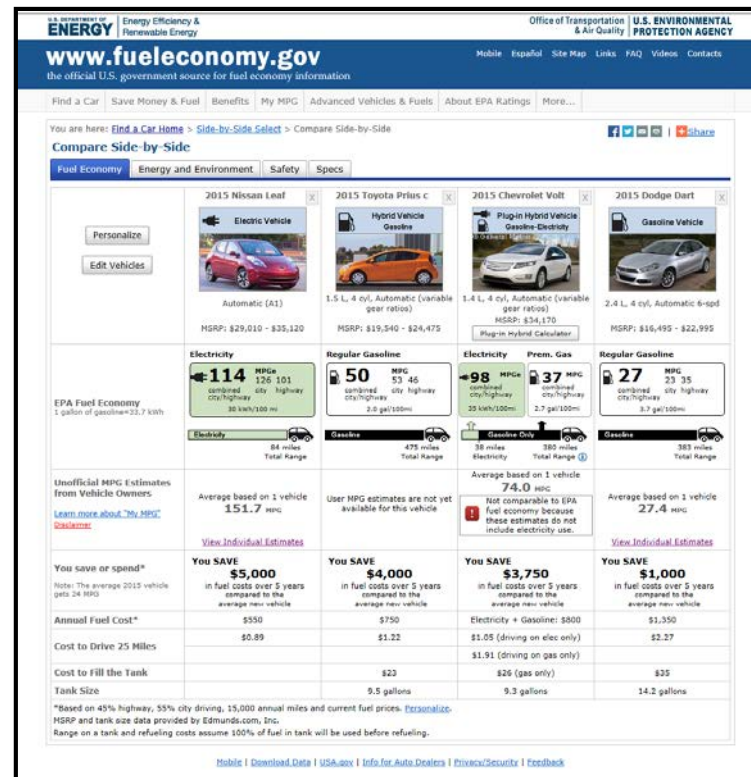 U.S. DEPARTMENT OF
ENERGY
Energy Efficiency &
Renewable Energy
Office of Transportation
& Air Quality
U.S. ENVIRONMENTAL
PROTECTION AGENCY
www.fueleconomy.gov
the official U.S. government source for fuel economy information
Mobile Español Site Map Links FAQ Videos Contacts
Find a Car Save Money & Fuel Benefits My MPG Advanced Vehicles & Fuels About EPA Ratings More...
You are here: Find a Car Home > Side-by-Side Select > Compare Side-by-Side
Share
Compare Side-by-Side
Fuel Economy Energy and Environment Safety Specs
Personalize
Edit Vehicles
2015 Nissan Leaf X 2015 Toyota Prius c X 2015 Chevrolet Volt X 2015 Dodge Dart X
Electric Vehicle
Hybrid Vehicle
Gasoline
Plug-in Hybrid Vehicle
Gasoline-Electricity
Gasoline Vehicle
Automatic (A1)
1.5 L, 4 cyl, Automatic (variable
gear ratios)
1.4 L, 4 cyl, Automatic (variable
gear ratios)
2.4 L, 4 cyl, Automatic 6-spd
MSRP: $29,010 - $35,120
MSRP: $19,540 - $24,475
MSRP: $34,170
Plug-in Hybrid Calculator
MSRP: $16,495 - $22,995
EPA Fuel Economy
1 gallon of gasoline=33.7 kWh
Electricity
114 MPGe
126 101
combined city/highway
city highway
30 kWh/100 mi
Electricity
84 miles
Total Range
Regular Gasoline
50 MPG
53 46
combined city/highway
city highway
2.0 gal/100mi
Gasoline
475 miles
Total Range
Electricity Prem. Gas
98 MPGe
combined city/highway
35 kWh/100mi
37 MPG
combined city/highway
2.7 gal/100mi
Gasoline Only
38 miles
Electricity
380 miles
Total Range
Regular Gasoline
27 MPG
23 35
combined city/highway
city highway
3.7 gal/100mi
Gasoline
383 miles
Total Range
Unofficial MPG Estimates
from Vehicle Owners
Learn more about "My MPG"
Disclaimer
Average based on 1 vehicle
151.7 MPG
View Individual Estimates
User MPG estimates are not yet
available for this vehicle
Average based on 1 vehicle
74.0 MPG
Not comparable to EPA
fuel economy because
these estimates do not
include electricity use.
Average based on 1 vehicle
27.4 MPG
View Individual Estimates
You save or spend*
Note: The average 2015 vehicle
gets 24 MPG
You SAVE
$5,000
in fuel costs over 5 years
compared to the
average new vehicle
You SAVE
$4,000
in fuel costs over 5 years
compared to the
average new vehicle
You SAVE
$3,750
in fuel costs over 5 years
compared to the
average new vehicle
You SAVE
$1,000
in fuel costs over 5 years
compared to the
average new vehicle
Annual Fuel Cost* $550 $750 Electricity + Gasoline: $800 $1,350
Cost to Drive 25 Miles $0.89 $1.22 $1.05 (driving on elec only) $2.27
$1.91 (driving on gas only)
Cost to Fill the Tank $23 $26 (gas only) $35
Tank Size 9.5 gallons 9.3 gallons 14.2 gallons
*Based on 45% highway, 55% city driving, 15,000 annual miles and current fuel prices. Personalize.
MSRP and tank size data provided by Edmunds.com, Inc.
Range on a tank and refueling costs assume 100% of fuel in tank will be used before refueling.
Mobile | Download Data | USA.gov | Info for Auto Dealers | Privacy/Security | Feedback